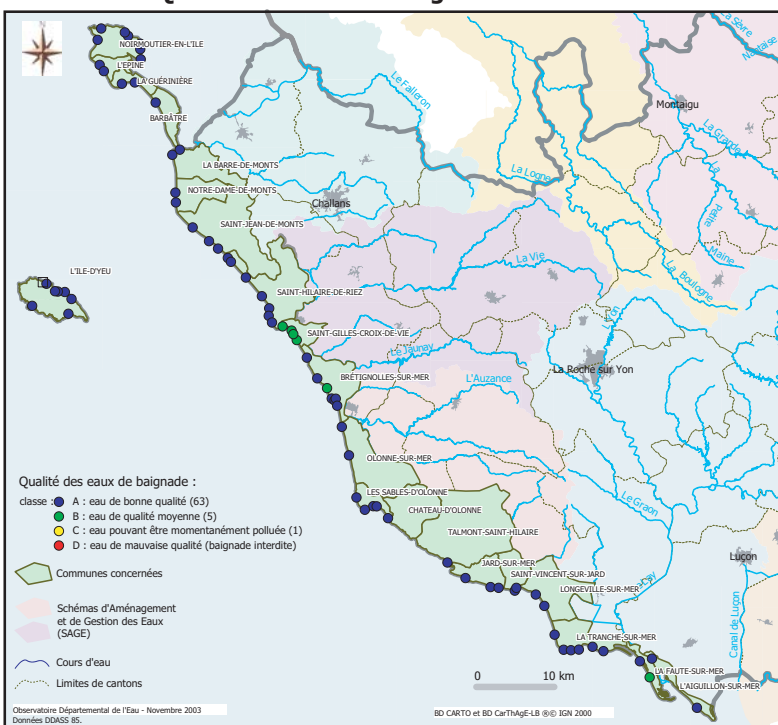 NOIRMOUTIER-EN-L'ILE
L'EPINE
LA GUÉRINIÈRE
BARBÂTRE
Le Falleron
La Sèvre
Nantaise
Montaigu
La Grande
La
Petite
Maine
La Logne
La Boulogne
LA BARRE-DE-MONTS
NOTRE-DAME-DE-MONTS
Challans
SAINT-JEAN-DE-MONTS
La Vie
L'ILE-D'YEU
SAINT-HILAIRE-DE-RIEZ
L'Yon
SAINT-GILLES-CROIX-DE-VIE
Le Jaunay
La Roche sur Yon
BRÉTIGNOLLES-SUR-MER
L'Auzance
OLONNE-SUR-MER
LES SABLES-D'OLONNE
CHATEAU-D'OLONNE
Le Graon
TALMONT-SAINT-HILAIRE
Luçon
JARD-SUR-MER
SAINT-VINCENT-SUR-JARD
Lay
LONGEVILLE-SUR-MER
Canal de Luçon
LA TRANCHE-SUR-MER
LA FAUTE-SUR-MER
L'AIGUILLON-SUR-MER
Qualité des eaux de baignade :
classe : A : eau de bonne qualité (63)
B : eau de qualité moyenne (5)
C : eau pouvant être momentanément polluée (1)
D : eau de mauvaise qualité (baignade interdite)
Communes concernées
Schémas d'Aménagement
et de Gestion des Eaux
(SAGE)
Cours d'eau
Limites de cantons
0 10 km
Observatoire Départemental de l'Eau - Novembre 2003
Données DDASS 85.
BD CARTO et BD CarThAgE-LB ®© IGN 2000